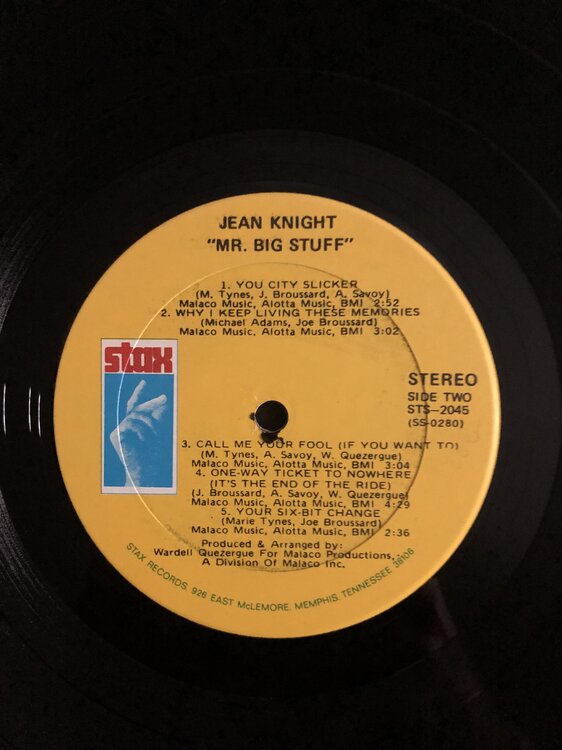 JEAN KNIGHT
"MR. BIG STUFF"
1. YOU CITY SLICKER
(M. Tynes, J. Broussard, A. Savoy)
Malaco Music, Alotta Music, BMI 2:52
2. WHY I KEEP LIVING THESE MEMORIES
(Michael Adams, Joe Broussard)
Malaco Music, Alotta Music, BMI 3:02
stax
STEREO
SIDE TWO
STS-2045
(SS-0280)
3. CALL ME YOUR FOOL (IF YOU WANT TO)
(M. Tynes, A. Savoy, W. Quezergue)
Malaco Music, Alotta Music, BMI 3:04
4. ONE-WAY TICKET TO NOWHERE
(IT'S THE END OF THE RIDE)
(J. Broussard, A. Savoy, W. Quezergue)
Malaco Music, Alotta Music, BMI 4:29
5. YOUR SIX-BIT CHANGE
(Marie Tynes, Joe Broussard)
Malaco Music, Alotta Music, BMI 2:36
Produced & Arranged by:
Wardell Quezergue For Malaco Productions,
A Division Of Malaco Inc.
STAX RECORDS, 926 EAST McLEMORE, MEMPHIS, TENNESSEE 38106